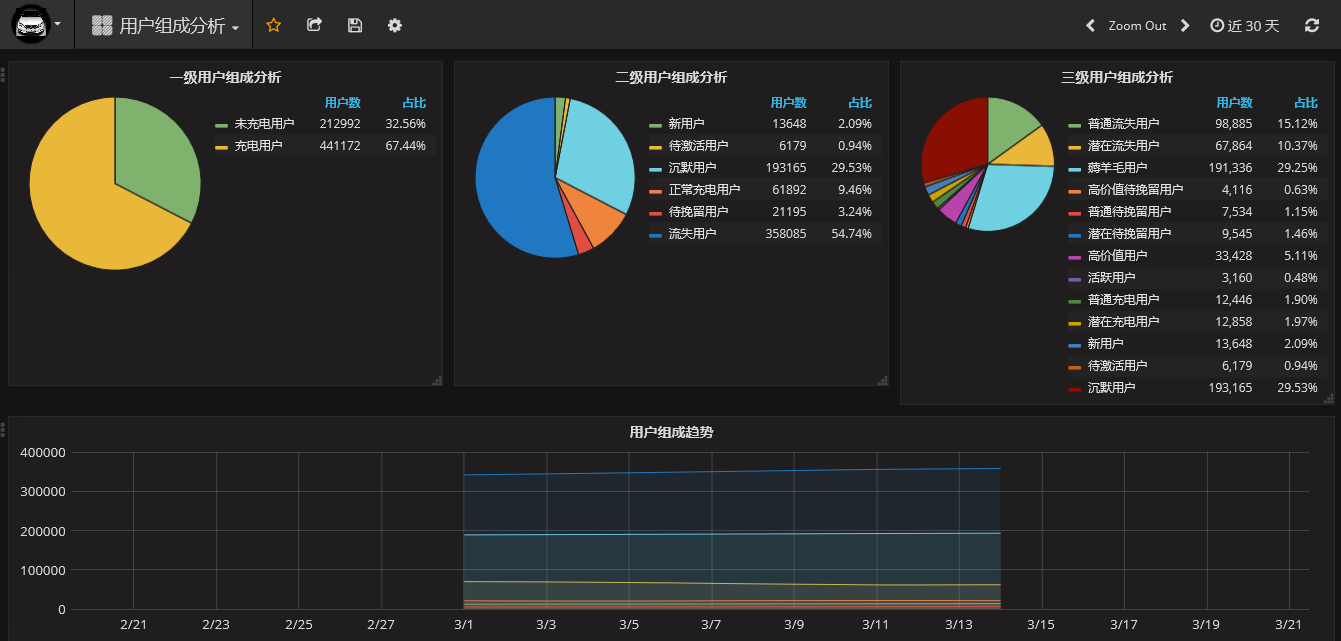 用户组成分析
Zoom Out
近 30 天
一级用户组成分析
用户数 占比
未充电用户 212992 32.56%
充电用户 441172 67.44%
二级用户组成分析
用户数 占比
新用户 13648 2.09%
待激活用户 6179 0.94%
沉默用户 193165 29.53%
正常充电用户 61892 9.46%
待挽留用户 21195 3.24%
流失用户 358085 54.74%
三级用户组成分析
用户数 占比
普通流失用户 98,885 15.12%
潜在流失用户 67,864 10.37%
薅羊毛用户 191,336 29.25%
高价值待挽留用户 4,116 0.63%
普通待挽留用户 7,534 1.15%
潜在待挽留用户 9,545 1.46%
高价值用户 33,428 5.11%
活跃用户 3,160 0.48%
普通充电用户 12,446 1.90%
潜在充电用户 12,858 1.97%
新用户 13,648 2.09%
待激活用户 6,179 0.94%
沉默用户 193,165 29.53%
用户组成趋势
400000
300000
200000
100000
0
2/21 2/23 2/25 2/27 3/1 3/3 3/5 3/7 3/9 3/11 3/13 3/15 3/17 3/19 3/21